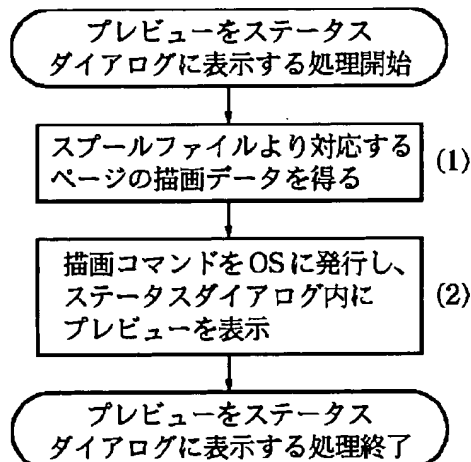 プレビューをステータス
ダイアログに表示する処理開始
スプールファイルより対応する
ページの描画データを得る
(1)
描画コマンドをOSに発行し、
ステータスダイアログ内に
プレビューを表示
(2)
プレビューをステータス
ダイアログに表示する処理終了